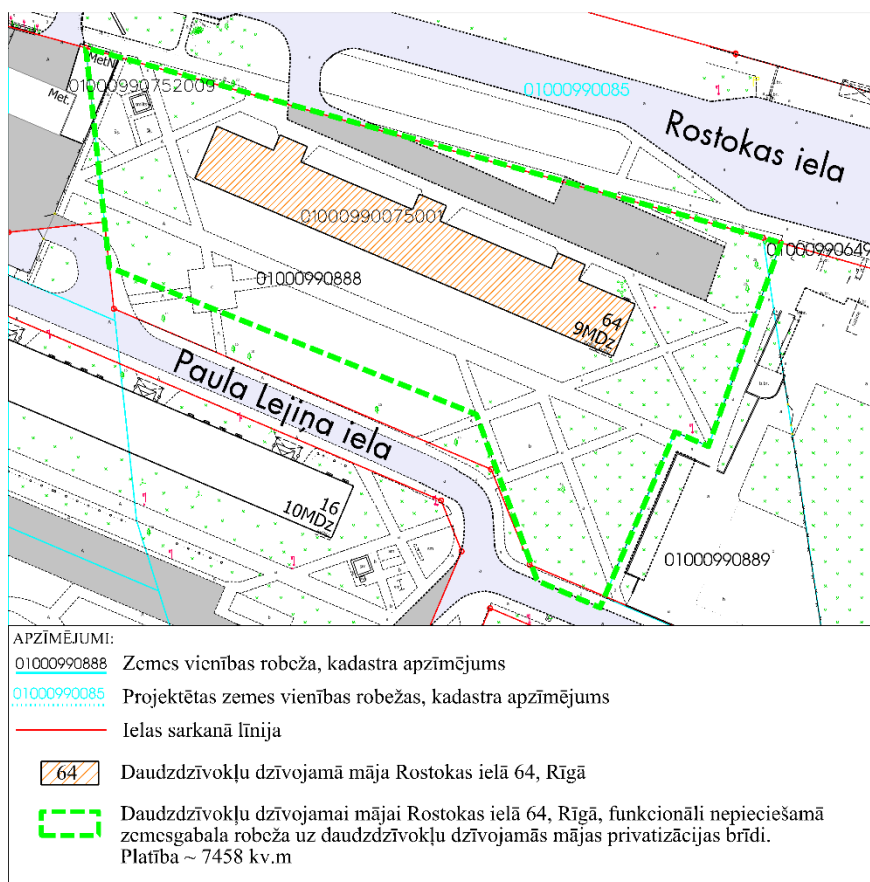 Met.
01000990752009
Met.
01000990085
Rostokas iela
01000990075001
01000990649
01000990888
64
9MDz
Paula Lejiņa iela
16
10MDz
01000990889
APZĪMĒJUMI:
01000990888 Zemes vienības robeža, kadastra apzīmējums
01000990085 Projektētas zemes vienības robežas, kadastra apzīmējums
Ielas sarkanā līnija
64 Daudzdzīvokļu dzīvojamā māja Rostokas ielā 64, Rīgā
Daudzdzīvokļu dzīvojamai mājai Rostokas ielā 64, Rīgā, funkcionāli nepieciešamā
zemesgabala robeža uz daudzdzīvokļu dzīvojamās mājas privatizācijas brīdi.
Platība ~ 7458 kv.m